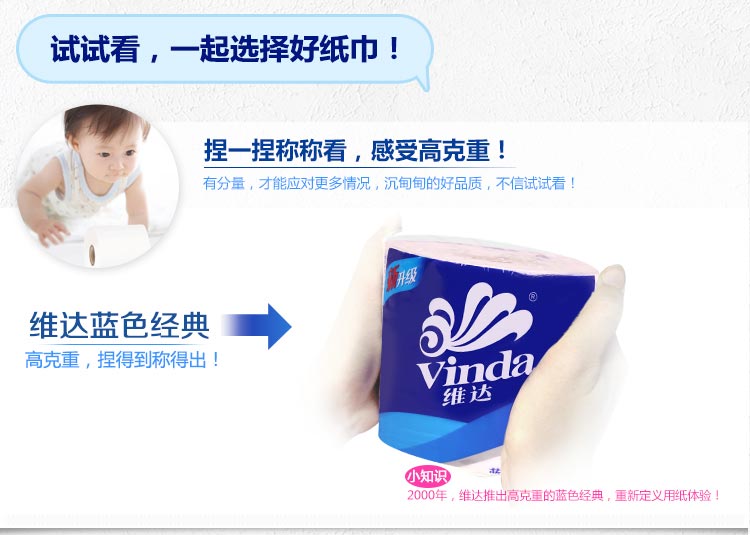 试试看，一起选择好纸巾！
捏一捏称称看，感受高克重！
有分量，才能应对更多情况，沉甸甸的好品质，不信试试看！
维达蓝色经典
高克重，捏得到称得出！
新升级
®
Vinda
维达
小知识
2000年，维达推出高克重的蓝色经典，重新定义用纸体验！